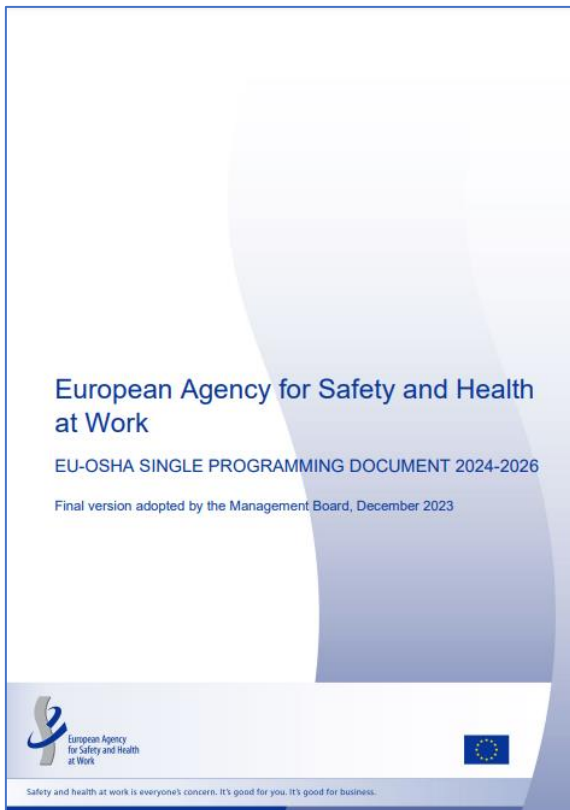 European Agency for Safety and Health
at Work
EU-OSHA SINGLE PROGRAMMING DOCUMENT 2024-2026
Final version adopted by the Management Board, December 2023
European Agency
for Safety and Health
at Work
Safety and health at work is everyone's concern. It's good for you. It's good for business.